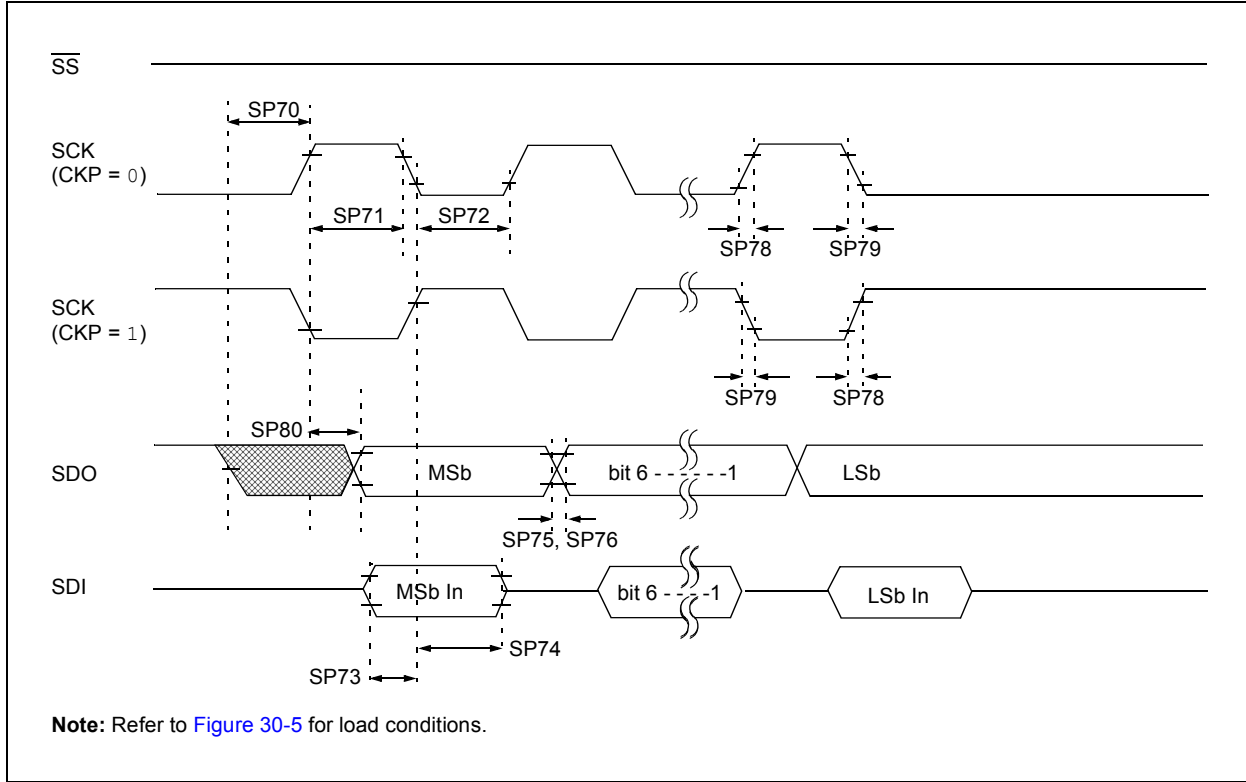 SS
SP70
SCK
(CKP = 0)
SP71
SP72
SP78
SP79
SCK
(CKP = 1)
SP79
SP78
SP80
SDO
MSb
bit 6 - - - - - - -1
LSb
SP75, SP76
SDI
MSb In
bit 6 - - - - -1
LSb In
SP74
SP73
Note: Refer to Figure 30-5 for load conditions.